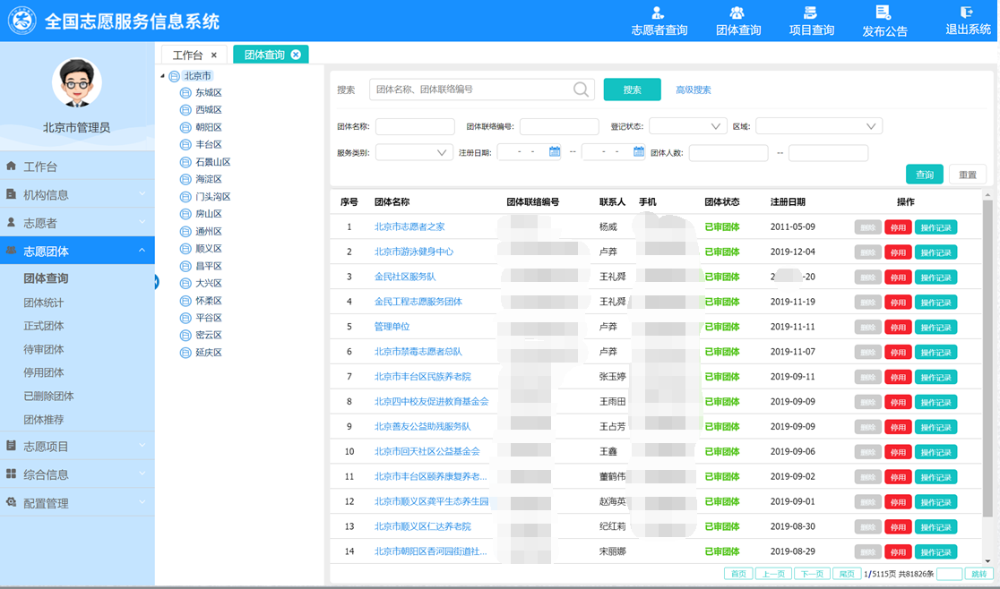 全国志愿服务信息系统
志愿者查询 团体查询 项目查询 发布公告 退出系统
北京市管理员
工作台
机构信息
志愿者
志愿团体
团体查询
团体统计
正式团体
待审团体
停用团体
已删除团体
团体推荐
志愿项目
综合信息
配置管理
工作台 × 团体查询
北京市
东城区
西城区
朝阳区
丰台区
石景山区
海淀区
门头沟区
房山区
通州区
顺义区
昌平区
大兴区
怀柔区
平谷区
密云区
延庆区
搜索 团体名称、团体联络编号 搜索 高级搜索
团体名称: 团体联络编号: 登记状态: 区域:
服务类别: 注册日期: - - -- - - 团体人数: --
查询 重置
序号 团体名称 团体联络编号 联系人 手机 团体状态 注册日期 操作
1 北京市志愿者之家 杨威 已审团体 2011-05-09 删除 停用 操作记录
2 北京市游泳健身中心 卢莽 已审团体 2019-12-04 删除 停用 操作记录
3 金民社区服务队 王礼舜 已审团体 2 -20 删除 停用 操作记录
4 金民工程志愿服务团体 王礼舜 已审团体 2019-11-19 删除 停用 操作记录
5 管理单位 卢莽 已审团体 2019-11-11 删除 停用 操作记录
6 北京市禁毒志愿者总队 卢莽 已审团体 2019-11-07 删除 停用 操作记录
7 北京市丰台区民族养老院 张玉婷 已审团体 2019-09-11 删除 停用 操作记录
8 北京四中校友促进教育基金会 王雨田 已审团体 2019-09-09 删除 停用 操作记录
9 北京善友公益助残服务队 王占芳 已审团体 2019-09-09 删除 停用 操作记录
10 北京市回天社区公益基金会 王鑫 已审团体 2019-09-06 删除 停用 操作记录
11 北京市丰台区颐养康复养老... 董鹤伟 已审团体 2019-09-02 删除 停用 操作记录
12 北京市顺义区龚平生态养生园 赵海英 已审团体 2019-09-01 删除 停用 操作记录
13 北京市顺义区仁达养老院 纪红莉 已审团体 2019-08-30 删除 停用 操作记录
14 北京市朝阳区香河园街道社... 宋丽娜 已审团体 2019-08-29 删除 停用 操作记录
首页 上一页 下一页 尾页 1/5115页 共81826条 跳转